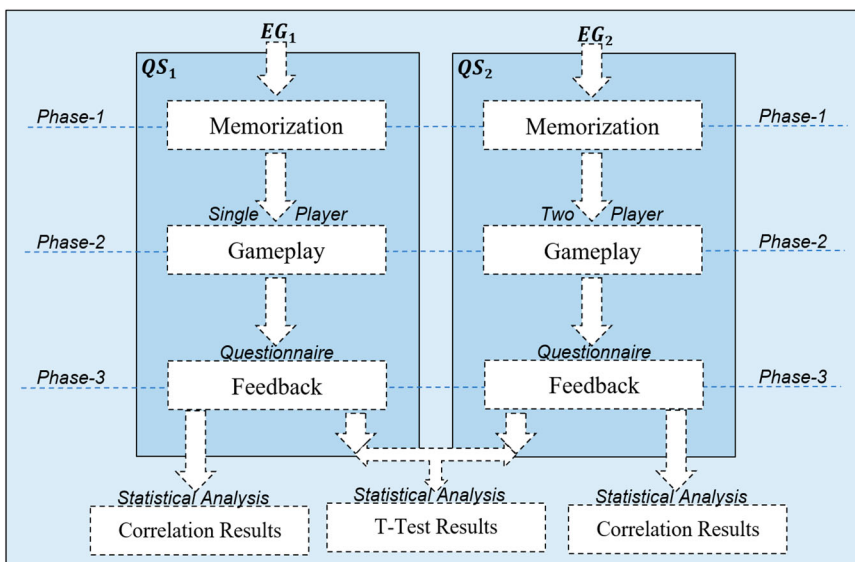 EG₁ EG₂
QS₁ QS₂
Phase-1 Memorization Memorization Phase-1
Single Player Two Player
Phase-2 Gameplay Gameplay Phase-2
Questionnaire Questionnaire
Phase-3 Feedback Feedback Phase-3
Statistical Analysis Statistical Analysis Statistical Analysis
Correlation Results T-Test Results Correlation Results